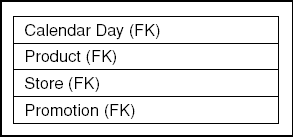 Calendar Day (FK)
Product (FK)
Store (FK)
Promotion (FK)